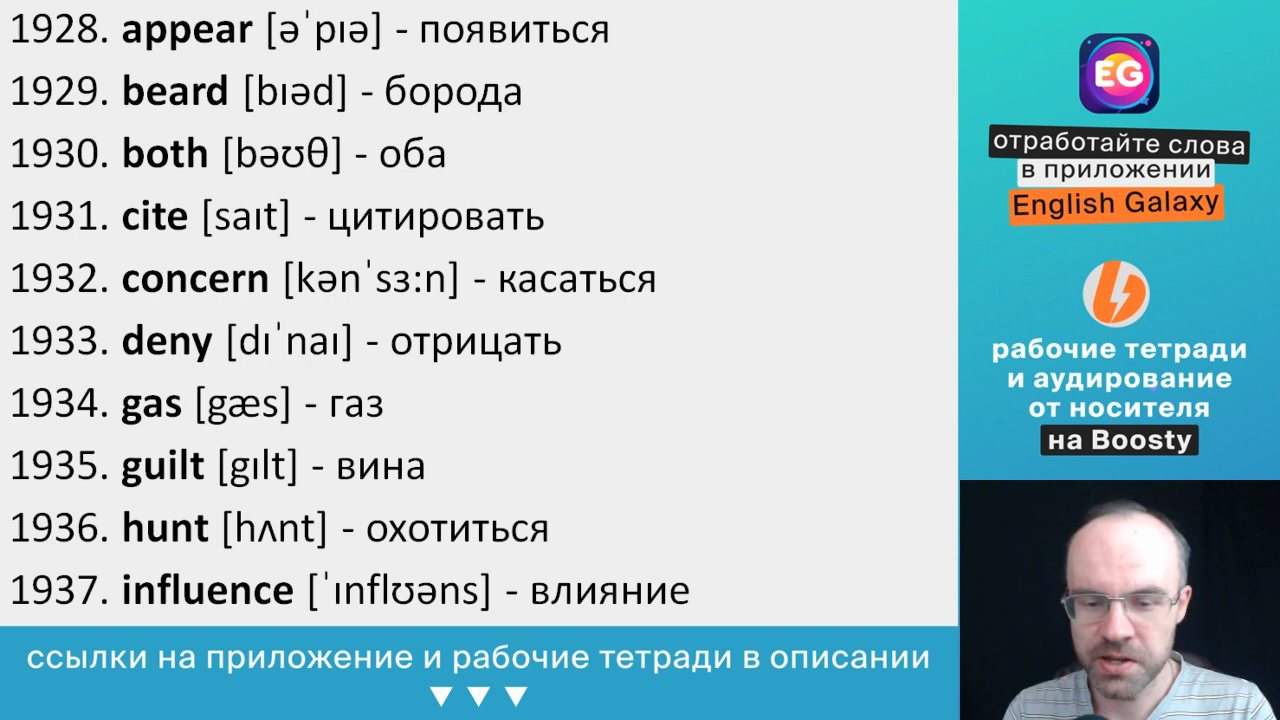 1928. appear [əˈpɪə] - появиться
1929. beard [bɪəd] - борода
1930. both [bəʊθ] - оба
1931. cite [saɪt] - цитировать
1932. concern [kənˈsɜ:n] - касаться
1933. deny [dɪˈnaɪ] - отрицать
1934. gas [gæs] - газ
1935. guilt [gɪlt] - вина
1936. hunt [hʌnt] - охотиться
1937. influence [ˈɪnflʊəns] - влияние
ссылки на приложение и рабочие тетради в описании
EG
отработайте слова
в приложении
English Galaxy
рабочие тетради
и аудирование
от носителя
на Boosty